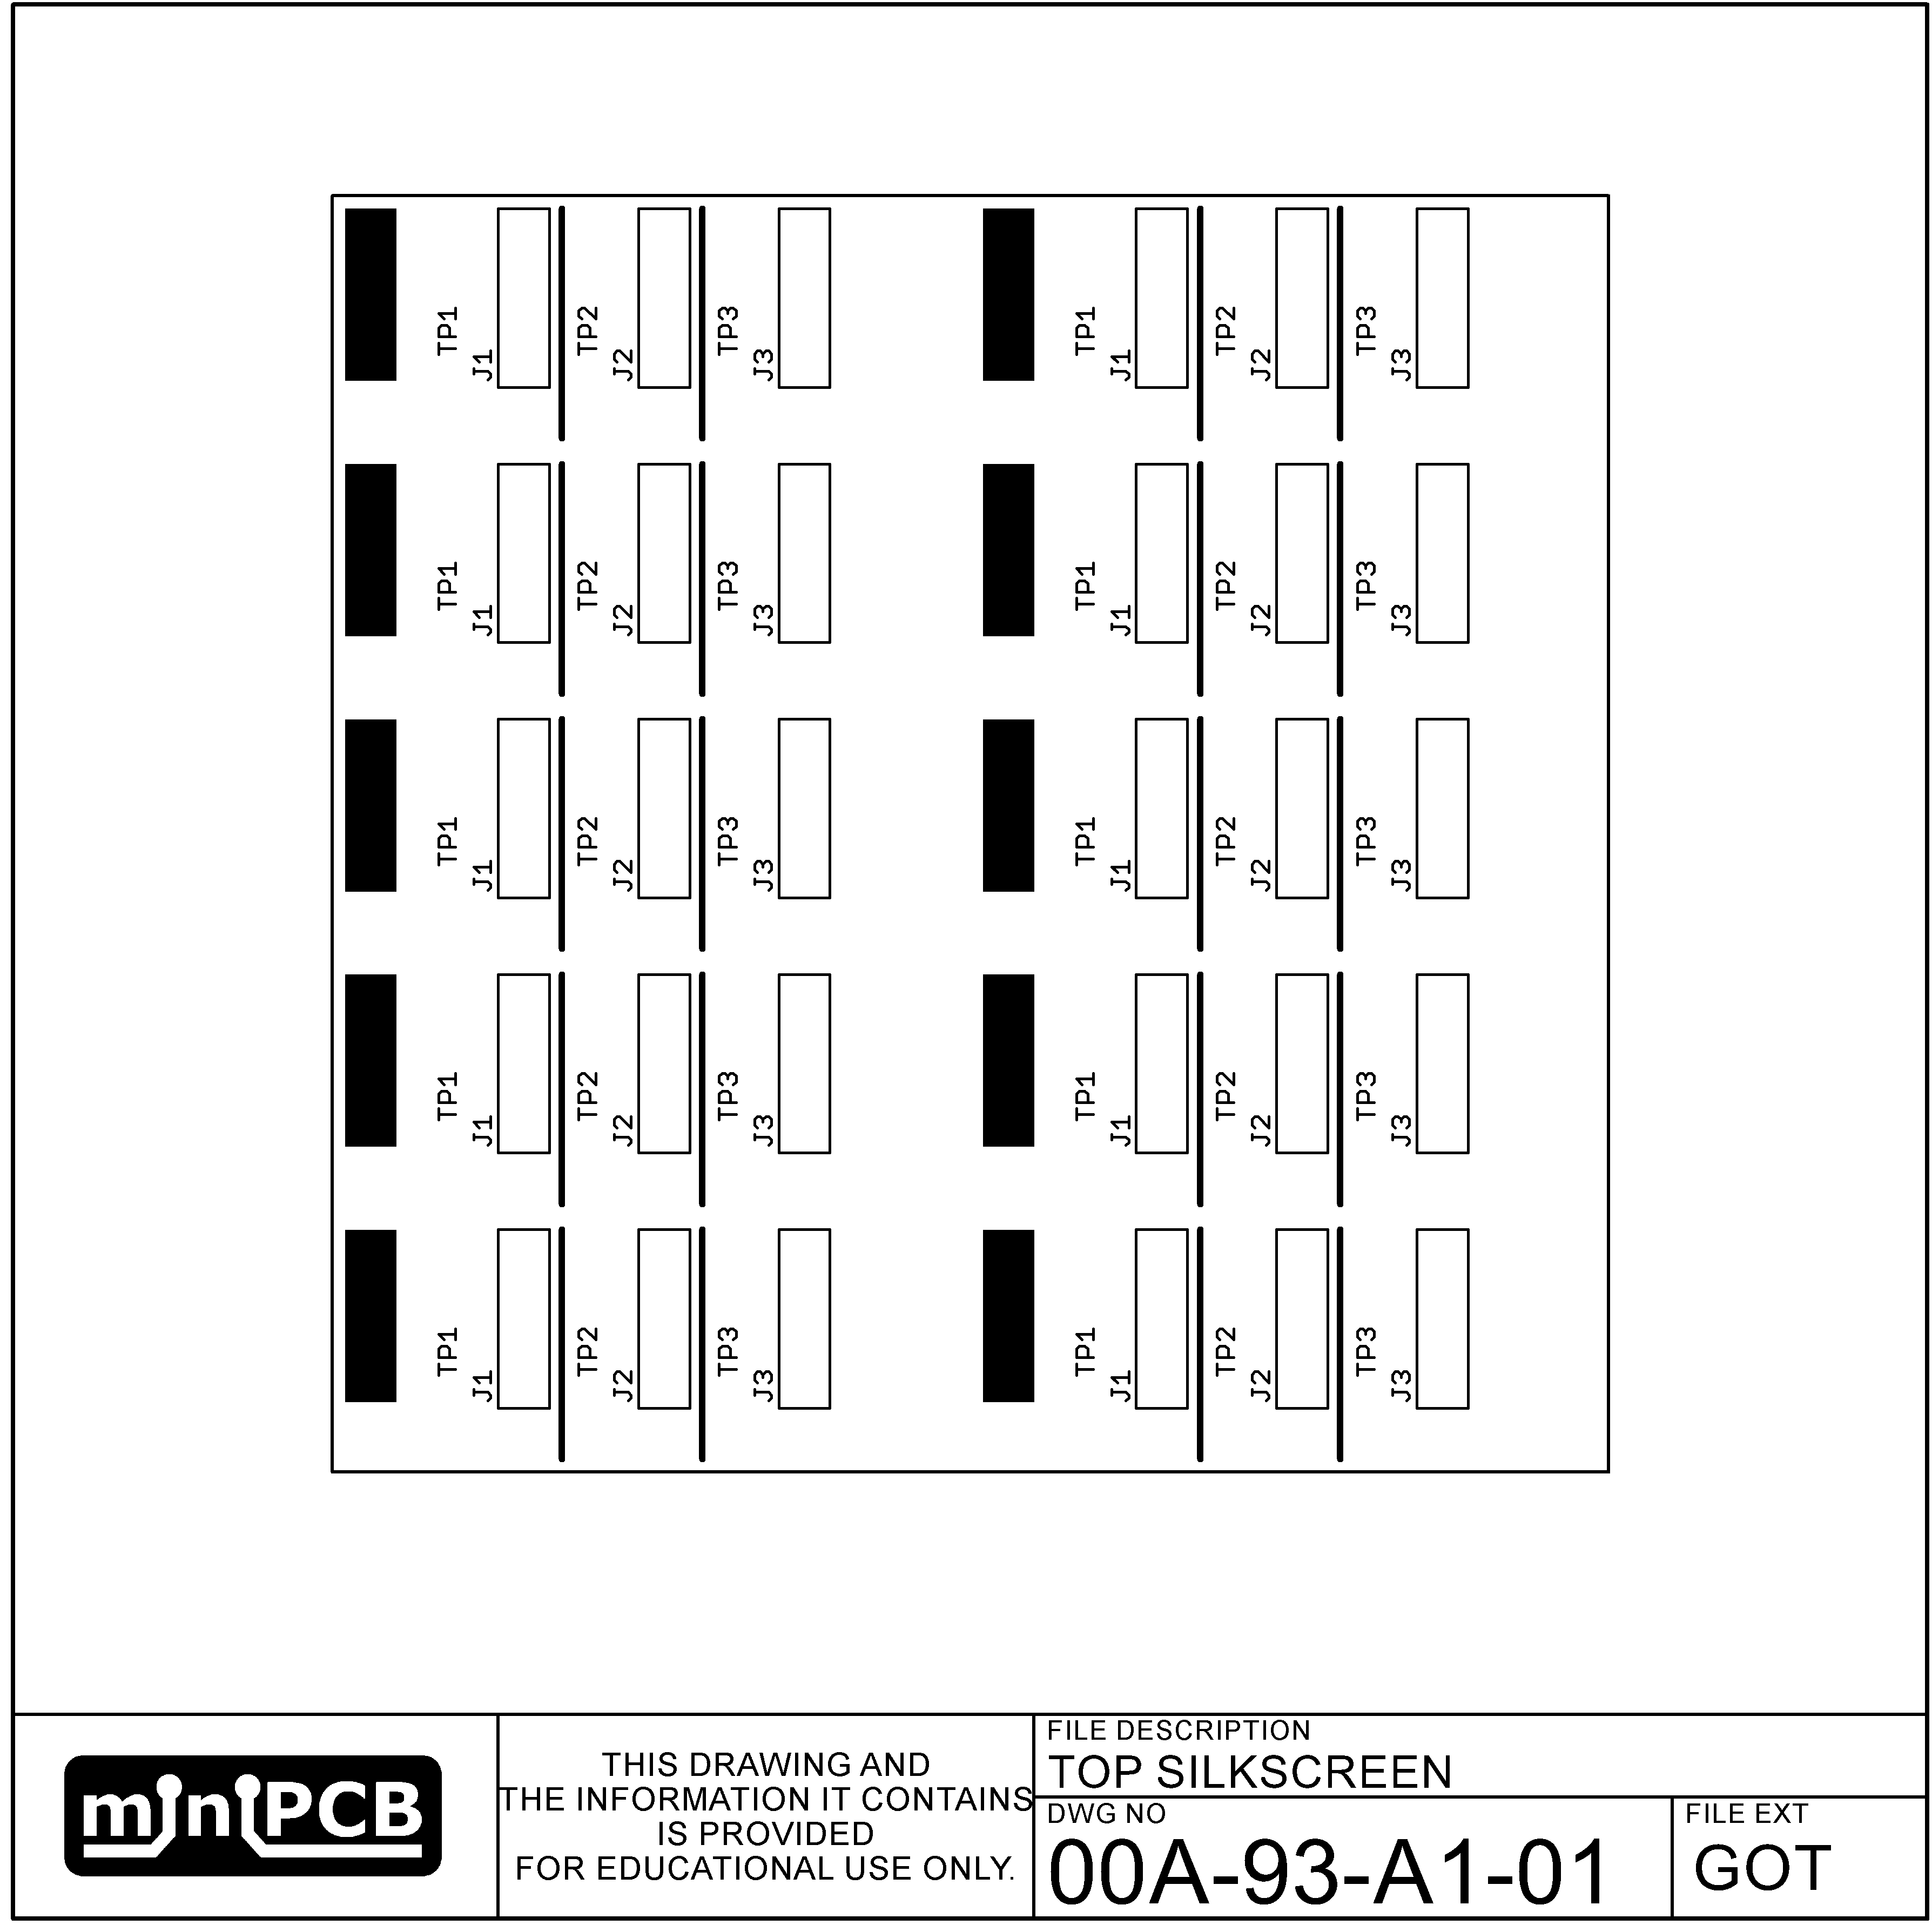 TP1 J1 TP2 J2 TP3 J3 TP1 J1 TP2 J2 TP3 J3
TP1 J1 TP2 J2 TP3 J3 TP1 J1 TP2 J2 TP3 J3
TP1 J1 TP2 J2 TP3 J3 TP1 J1 TP2 J2 TP3 J3
TP1 J1 TP2 J2 TP3 J3 TP1 J1 TP2 J2 TP3 J3
TP1 J1 TP2 J2 TP3 J3 TP1 J1 TP2 J2 TP3 J3
miniPCB
THIS DRAWING AND
THE INFORMATION IT CONTAINS
IS PROVIDED
FOR EDUCATIONAL USE ONLY.
FILE DESCRIPTION
TOP SILKSCREEN
DWG NO
00A-93-A1-01
FILE EXT
GOT